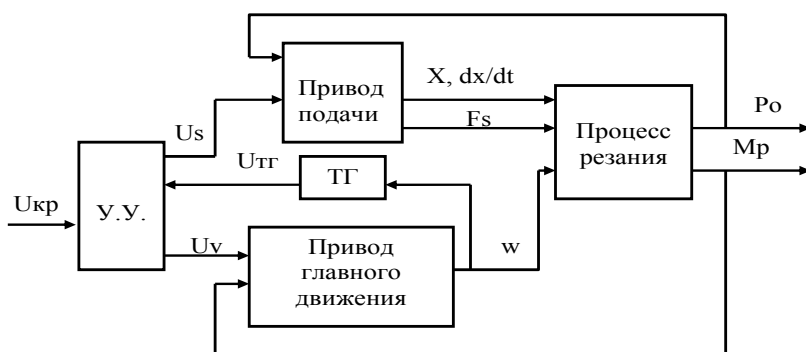 Привод
подачи
X, dx/dt
Fs
Процесс
резания
Po
Mp
Us
Uтг
ТГ
Uкр
У.У.
Uv
Привод
главного
движения
w